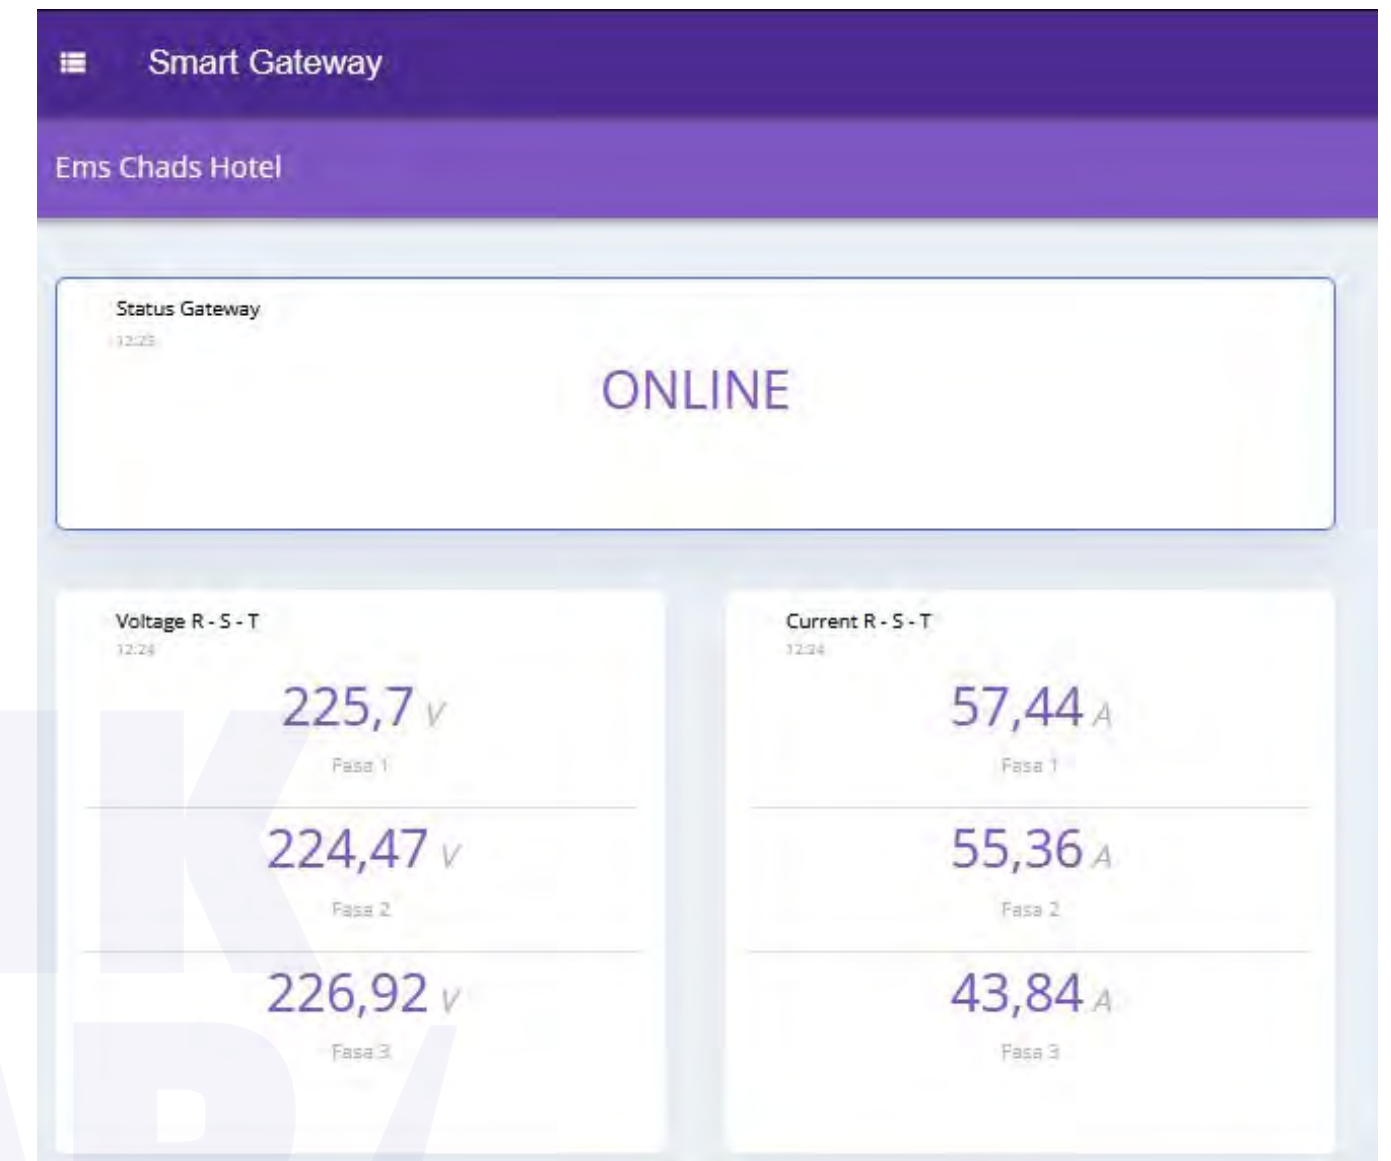 Smart Gateway
Ems Chads Hotel
Status Gateway
ONLINE
Voltage R - S - T
12:24
225,7 V
Fasa 1
224,47 V
Fasa 2
226,92 V
Fasa 3
Current R - S - T
12:24
57,44 A
Fasa 1
55,36 A
Fasa 2
43,84 A
Fasa 3